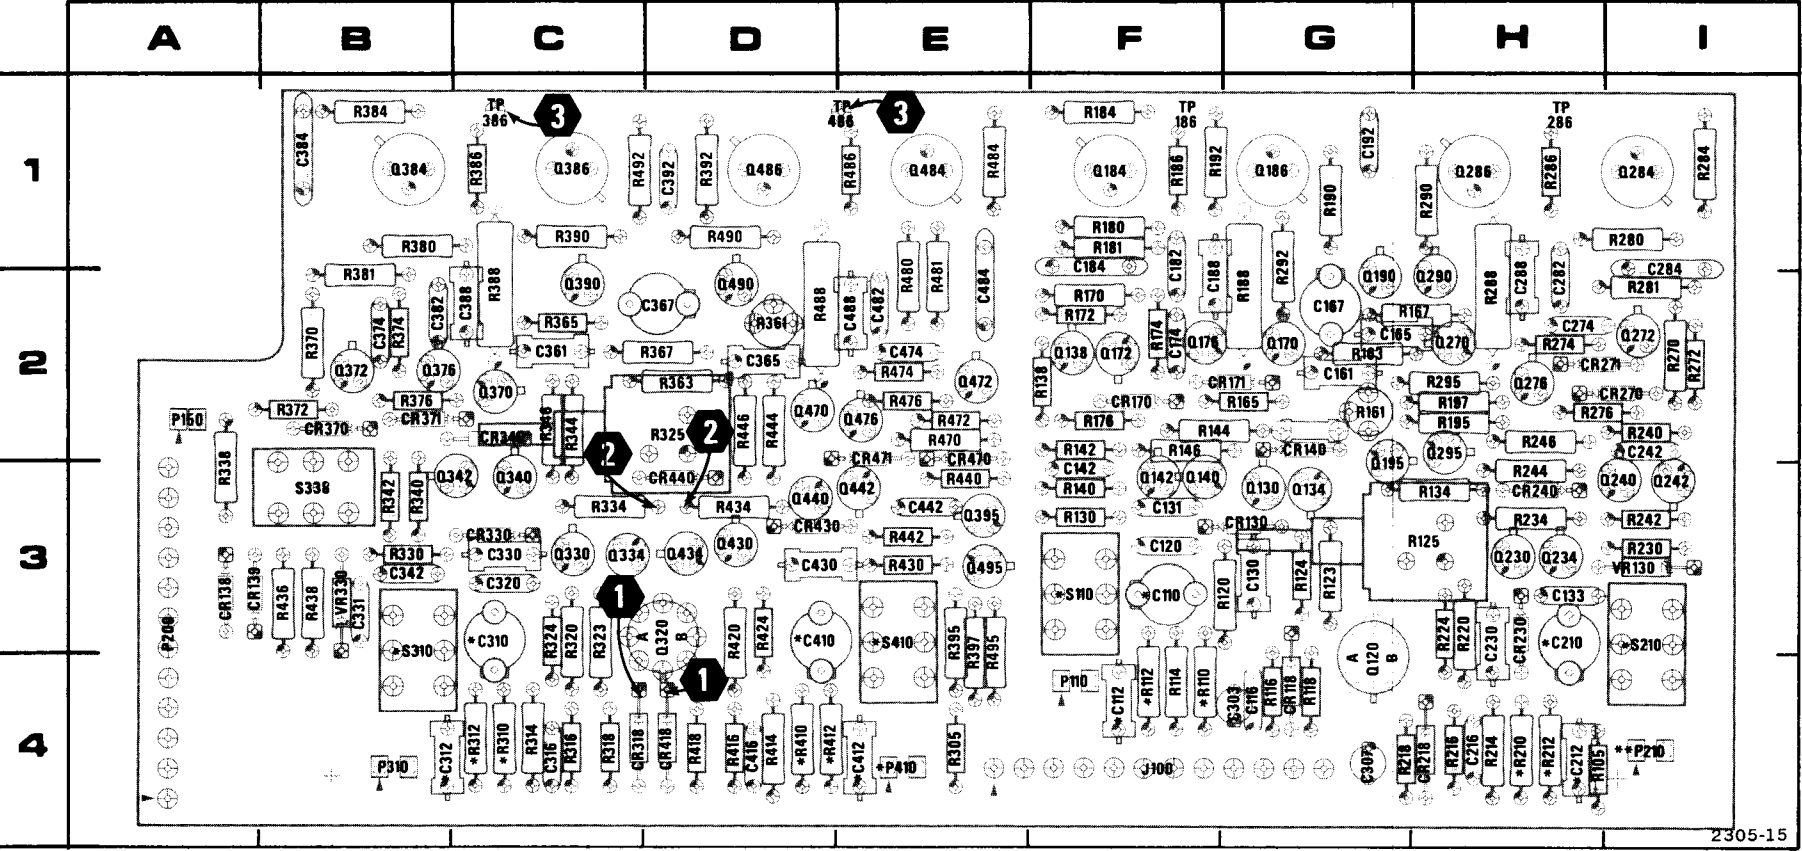 A B C D E F G H I
1
R384 TP 386 3 TP 486 3 R184 TP 186 TP 286
C384 Q384 R386 Q386 R492 C392 R392 Q486 R486 Q484 R484 Q184 R186 R192 Q186 R190 C192 R290 Q286 R286 Q284 R284
R380 R390 R490 R180 R181 R280
2
R381 C388 R388 Q390 C367 Q490 R488 C488 C482 R480 R481 C484 C184 C182 C188 R188 R292 C167 Q190 Q290 R288 C288 C282 C284 R281
R370 C374 R374 C382 R365 R361 R170 R172 R174 C174 R167 C165 C274
Q372 Q376 C361 R367 C365 C474 R474 Q472 Q138 Q172 Q176 Q170 R163 Q270 R274 Q272 R270 R272
Q370 R363 R138 CR171 C161 R295 Q276 CR271
R372 R376 CR371 Q470 Q476 R476 CR170 R165 R161 R197 CR270 R276
P150 CR370 R344 R325 2 R446 R444 R472 R470 R176 R144 R195 R246 R240
R338 2 R142 R146 CR140 C242
3
S338 R342 R340 Q342 Q340 CR440 CR471 CR470 Q442 R440 C142 R140 Q142 Q140 Q130 Q134 Q195 Q295 R134 R244 CR240 Q240 Q242
R334 R434 Q440 C442 Q395 R130 C131 CR130 R234 R242
CR330 CR430 R442 C120 R125 R230
R330 C330 Q330 Q334 Q434 Q430 C430 R430 Q495 Q230 Q234 VR130
C342 C320 1
CR138 CR139 R436 R438 VR330 C331 S110 *C110 R120 C130 R124 R123 C133
P200 *S310 *C310 R324 R320 R323 A Q320 B R420 R424 *C410 *S410 R395 R397 R495 A Q120 B R224 R220 C230 CR230 *C210 *S210
4
1 P110 *C112 *R112 R114 *R110 C303 C116 R116 CR118 R118
P310 *C312 *R312 *R310 R314 C316 R316 R318 CR318 CR418 R418 R416 C416 R414 *R410 *R412 *C412 *P410 R305 J100 C307 R218 CR218 R216 C216 R214 *R210 *R212 *C212 R105 **P210
2305-15